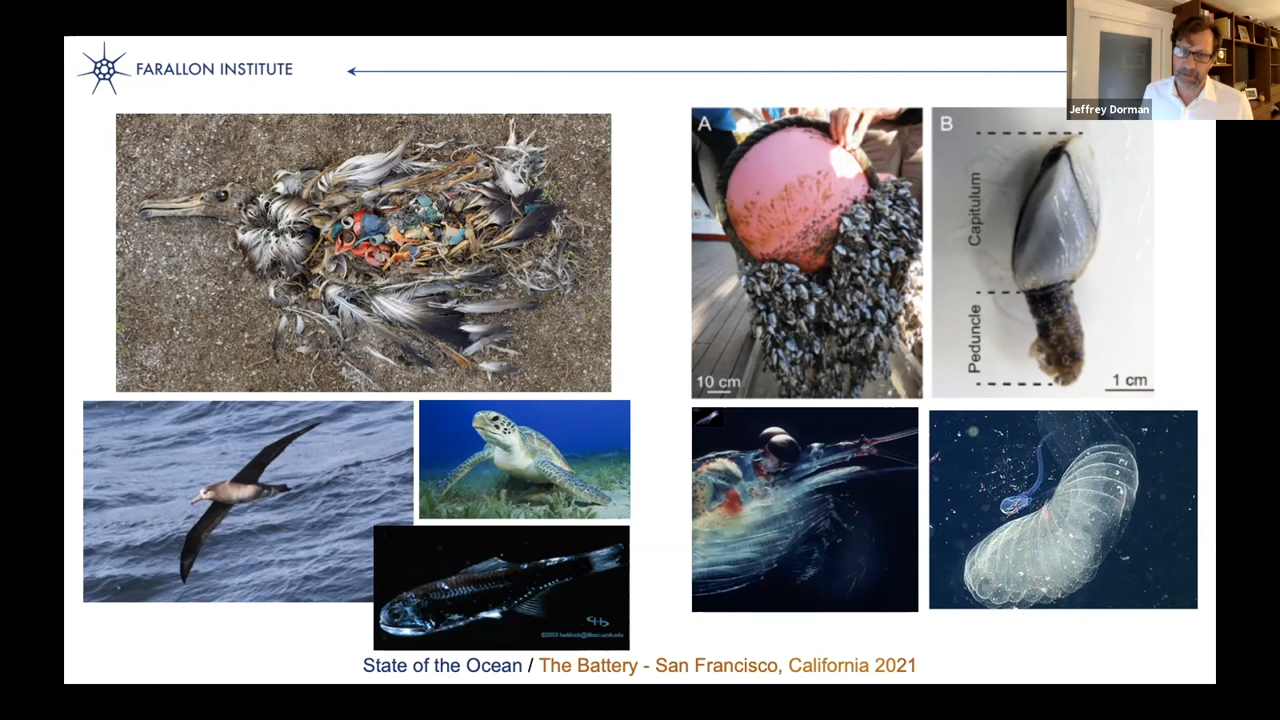 FARALLON INSTITUTE
Jeffrey Dorman
A
10 cm
B
Capitulum
Peduncle
1 cm
State of the Ocean / The Battery - San Francisco, California 2021